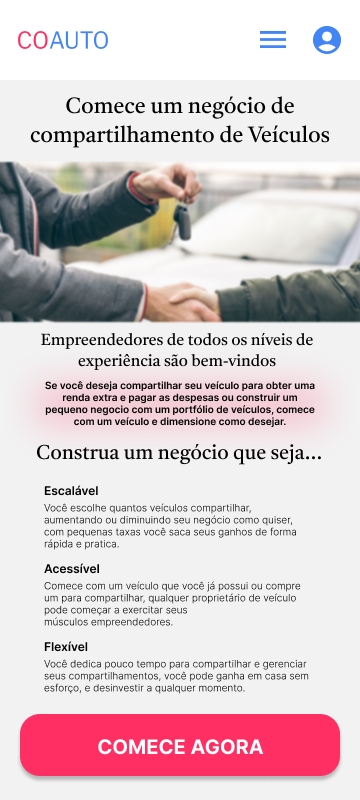 COAUTO
Comece um negócio de
compartilhamento de Veículos
Empreendedores de todos os níveis de
experiência são bem-vindos
Se você deseja compartilhar seu veículo para obter uma
renda extra e pagar as despesas ou construir um
pequeno negocio com um portfólio de veículos, comece
com um veículo e dimensione como desejar.
Construa um negócio que seja...
Escalável
Você escolhe quantos veículos compartilhar,
aumentando ou diminuindo seu negócio como quiser,
com pequenas taxas você saca seus ganhos de forma
rápida e pratica.
Acessível
Comece com um veículo que você já possui ou compre
um para compartilhar, qualquer proprietário de veículo
pode começar a exercitar seus
músculos empreendedores.
Flexível
Você dedica pouco tempo para compartilhar e gerenciar
seus compartilhamentos, você pode ganha em casa sem
esforço, e desinvestir a qualquer momento.
COMECE AGORA